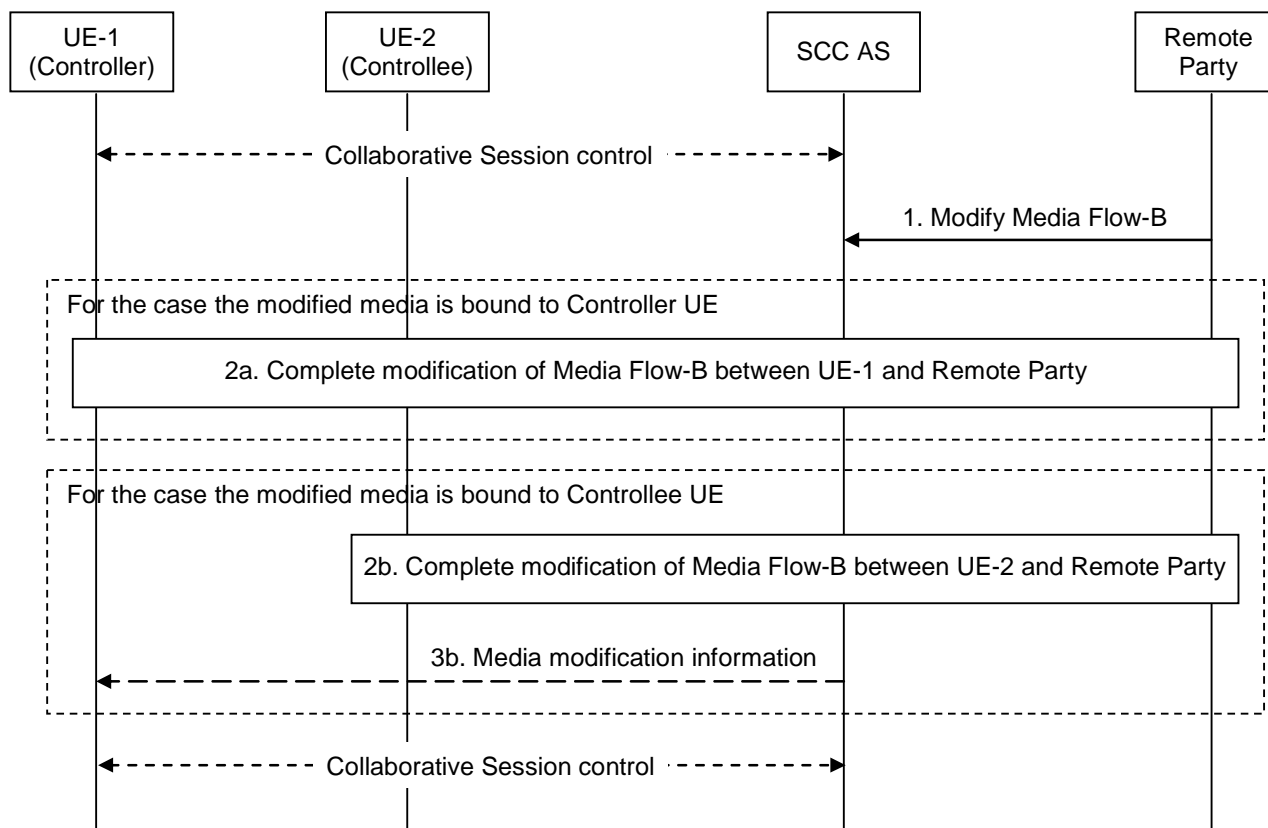 UE-1
(Controller)
UE-2
(Controllee)
SCC AS
Remote
Party
Collaborative Session control
1. Modify Media Flow-B
For the case the modified media is bound to Controller UE
2a. Complete modification of Media Flow-B between UE-1 and Remote Party
For the case the modified media is bound to Controllee UE
2b. Complete modification of Media Flow-B between UE-2 and Remote Party
3b. Media modification information
Collaborative Session control